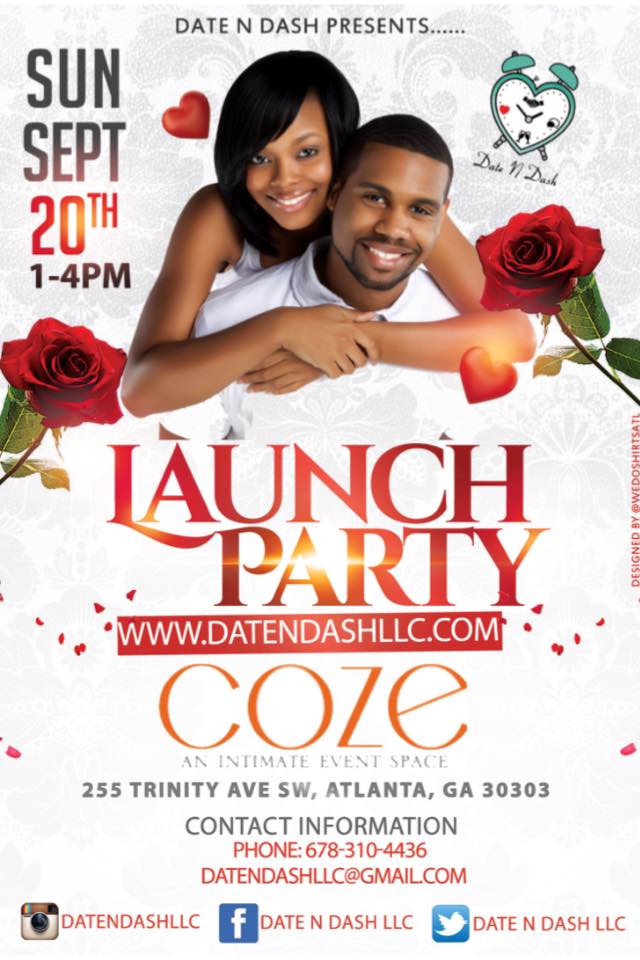 DATE N DASH PRESENTS......
SUN
SEPT
20TH
1-4PM
Date N Dash
LAUNCH
PARTY
DESIGNED BY @WEDOSHIRTSATL
WWW.DATENDASHLLC.COM
COZE
AN INTIMATE EVENT SPACE
255 TRINITY AVE SW, ATLANTA, GA 30303
CONTACT INFORMATION
PHONE: 678-310-4436
DATENDASHLLC@GMAIL.COM
DATENDASHLLC
DATE N DASH LLC
DATE N DASH LLC